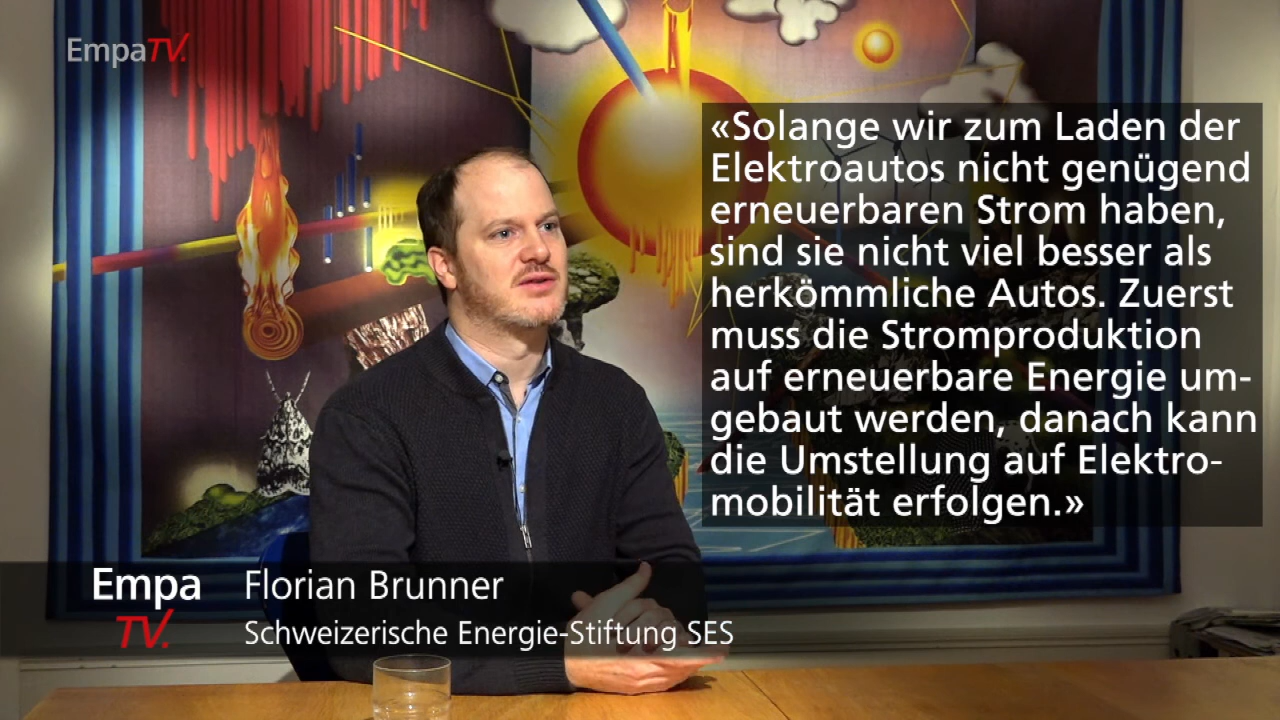 EmpaTV.
«Solange wir zum Laden der
Elektroautos nicht genügend
erneuerbaren Strom haben,
sind sie nicht viel besser als
herkömmliche Autos. Zuerst
muss die Stromproduktion
auf erneuerbare Energie um-
gebaut werden, danach kann
die Umstellung auf Elektro-
mobilität erfolgen.»
Empa
TV.
Florian Brunner
Schweizerische Energie-Stiftung SES